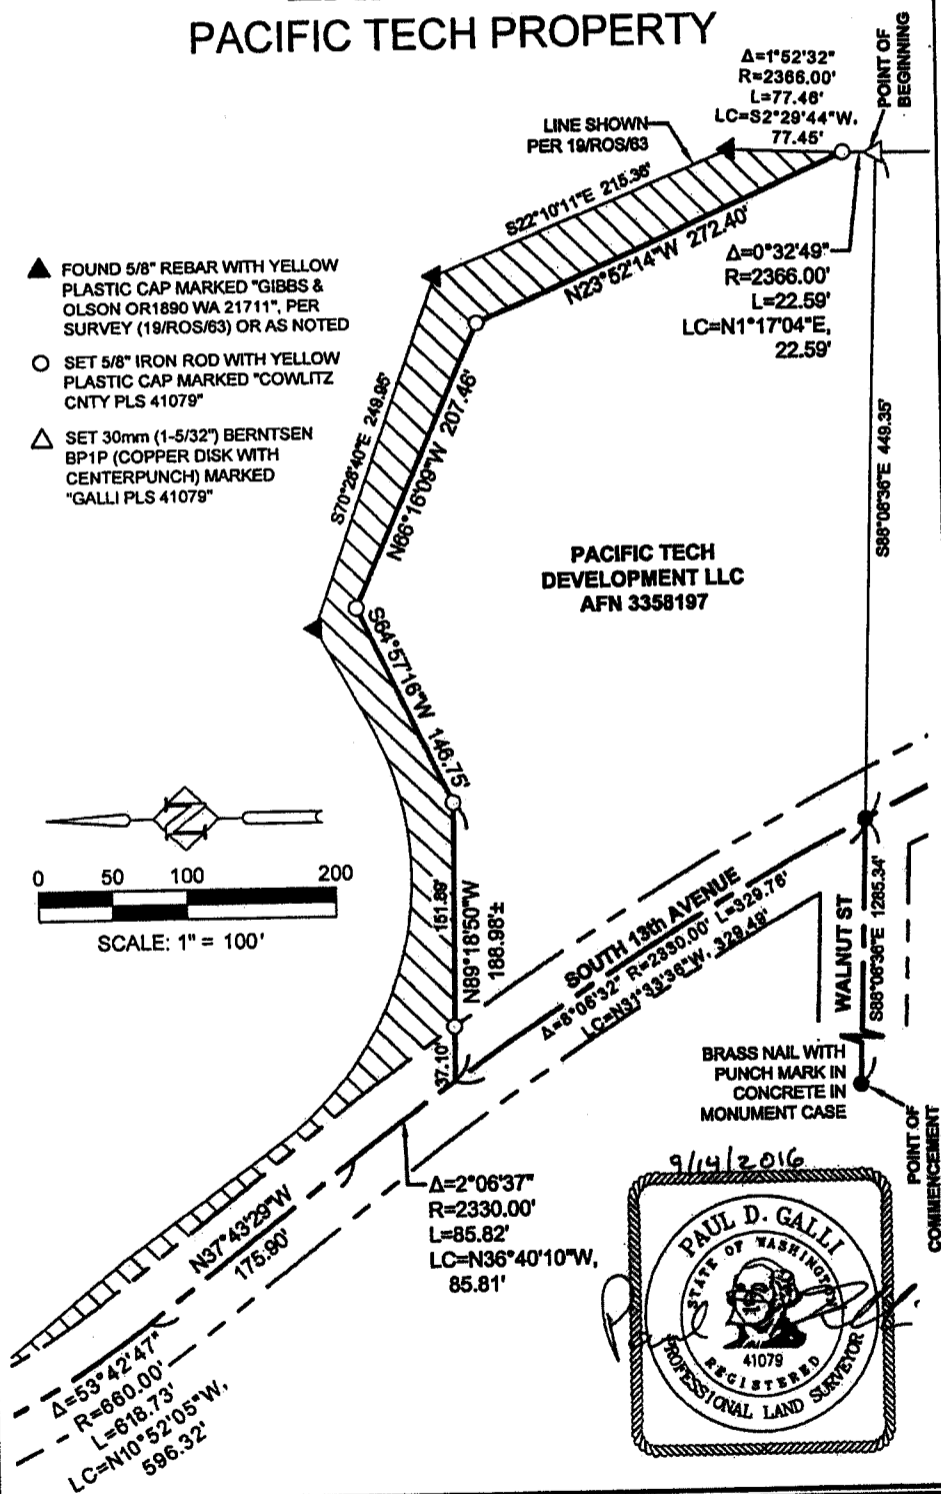 PACIFIC TECH PROPERTY
Δ=1°52'32"
R=2366.00'
L=77.46'
LC=S2°29'44"W,
77.45'
POINT OF
BEGINNING
LINE SHOWN
PER 19/ROS/63
S22°10'11"E 215.36'
N23°52'14"W 272.40'
Δ=0°32'49"
R=2366.00'
L=22.59'
LC=N1°17'04"E,
22.59'
FOUND 5/8" REBAR WITH YELLOW
PLASTIC CAP MARKED "GIBBS &
OLSON OR1890 WA 21711", PER
SURVEY (19/ROS/63) OR AS NOTED
SET 5/8" IRON ROD WITH YELLOW
PLASTIC CAP MARKED "COWLITZ
CNTY PLS 41079"
SET 30mm (1-5/32") BERNTSEN
BP1P (COPPER DISK WITH
CENTERPUNCH) MARKED
"GALLI PLS 41079"
S70°26'40"E 249.95'
N66°16'09"W 207.46'
S88°08'36"E 449.35'
PACIFIC TECH
DEVELOPMENT LLC
AFN 3358197
S64°57'16"W 146.75'
0 50 100 200
SCALE: 1" = 100'
151.89'
N89°18'50"W
188.98'±
37.10'
SOUTH 13th AVENUE
Δ=8°06'32" R=2330.00' L=329.76'
LC=N31°33'36"W, 329.49'
WALNUT ST
S88°08'36"E 1285.34'
BRASS NAIL WITH
PUNCH MARK IN
CONCRETE IN
MONUMENT CASE
POINT OF
COMMENCEMENT
N37°43'29"W
175.90'
Δ=2°06'37"
R=2330.00'
L=85.82'
LC=N36°40'10"W,
85.81'
Δ=53°42'47"
R=660.00'
L=618.73'
LC=N10°52'05"W,
596.32'
9/14/2016
PAUL D. GALLI
STATE OF WASHINGTON
41079
REGISTERED
PROFESSIONAL LAND SURVEYOR